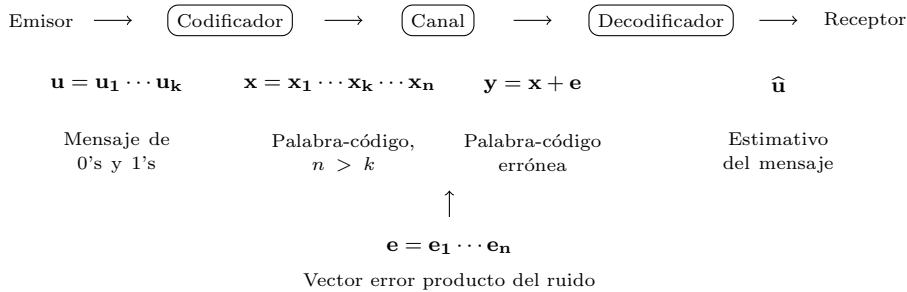 Emisor → Codificador → Canal → Decodificador → Receptor
u = u₁ ··· uₖ x = x₁ ··· xₖ ··· xₙ y = x + e û
Mensaje de Palabra-código, Palabra-código Estimativo
0's y 1's n > k errónea del mensaje
↑
e = e₁ ··· eₙ
Vector error producto del ruido